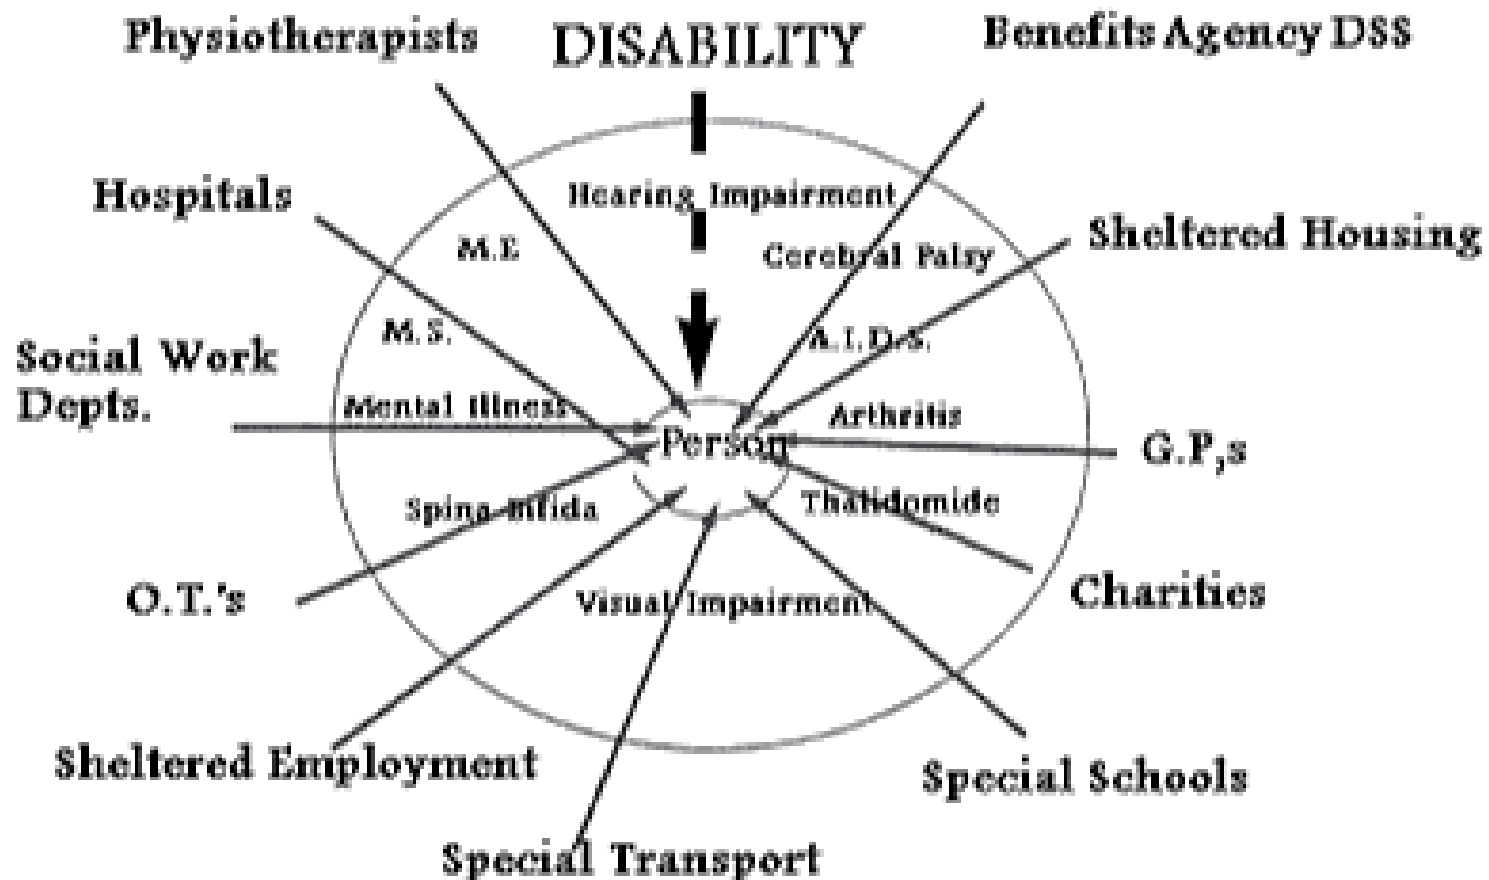 Physiotherapists
DISABILITY
Benefits Agency DSS
Hospitals
Hearing Impairment
M.E
Cerebral Palsy
Sheltered Housing
M.S.
A.I.D.S.
Social Work
Depts.
Mental Illness
Arthritis
Person
G.P,s
Spina Bifida
Thalidomide
O.T.'s
Charities
Visual Impairment
Sheltered Employment
Special Schools
Special Transport